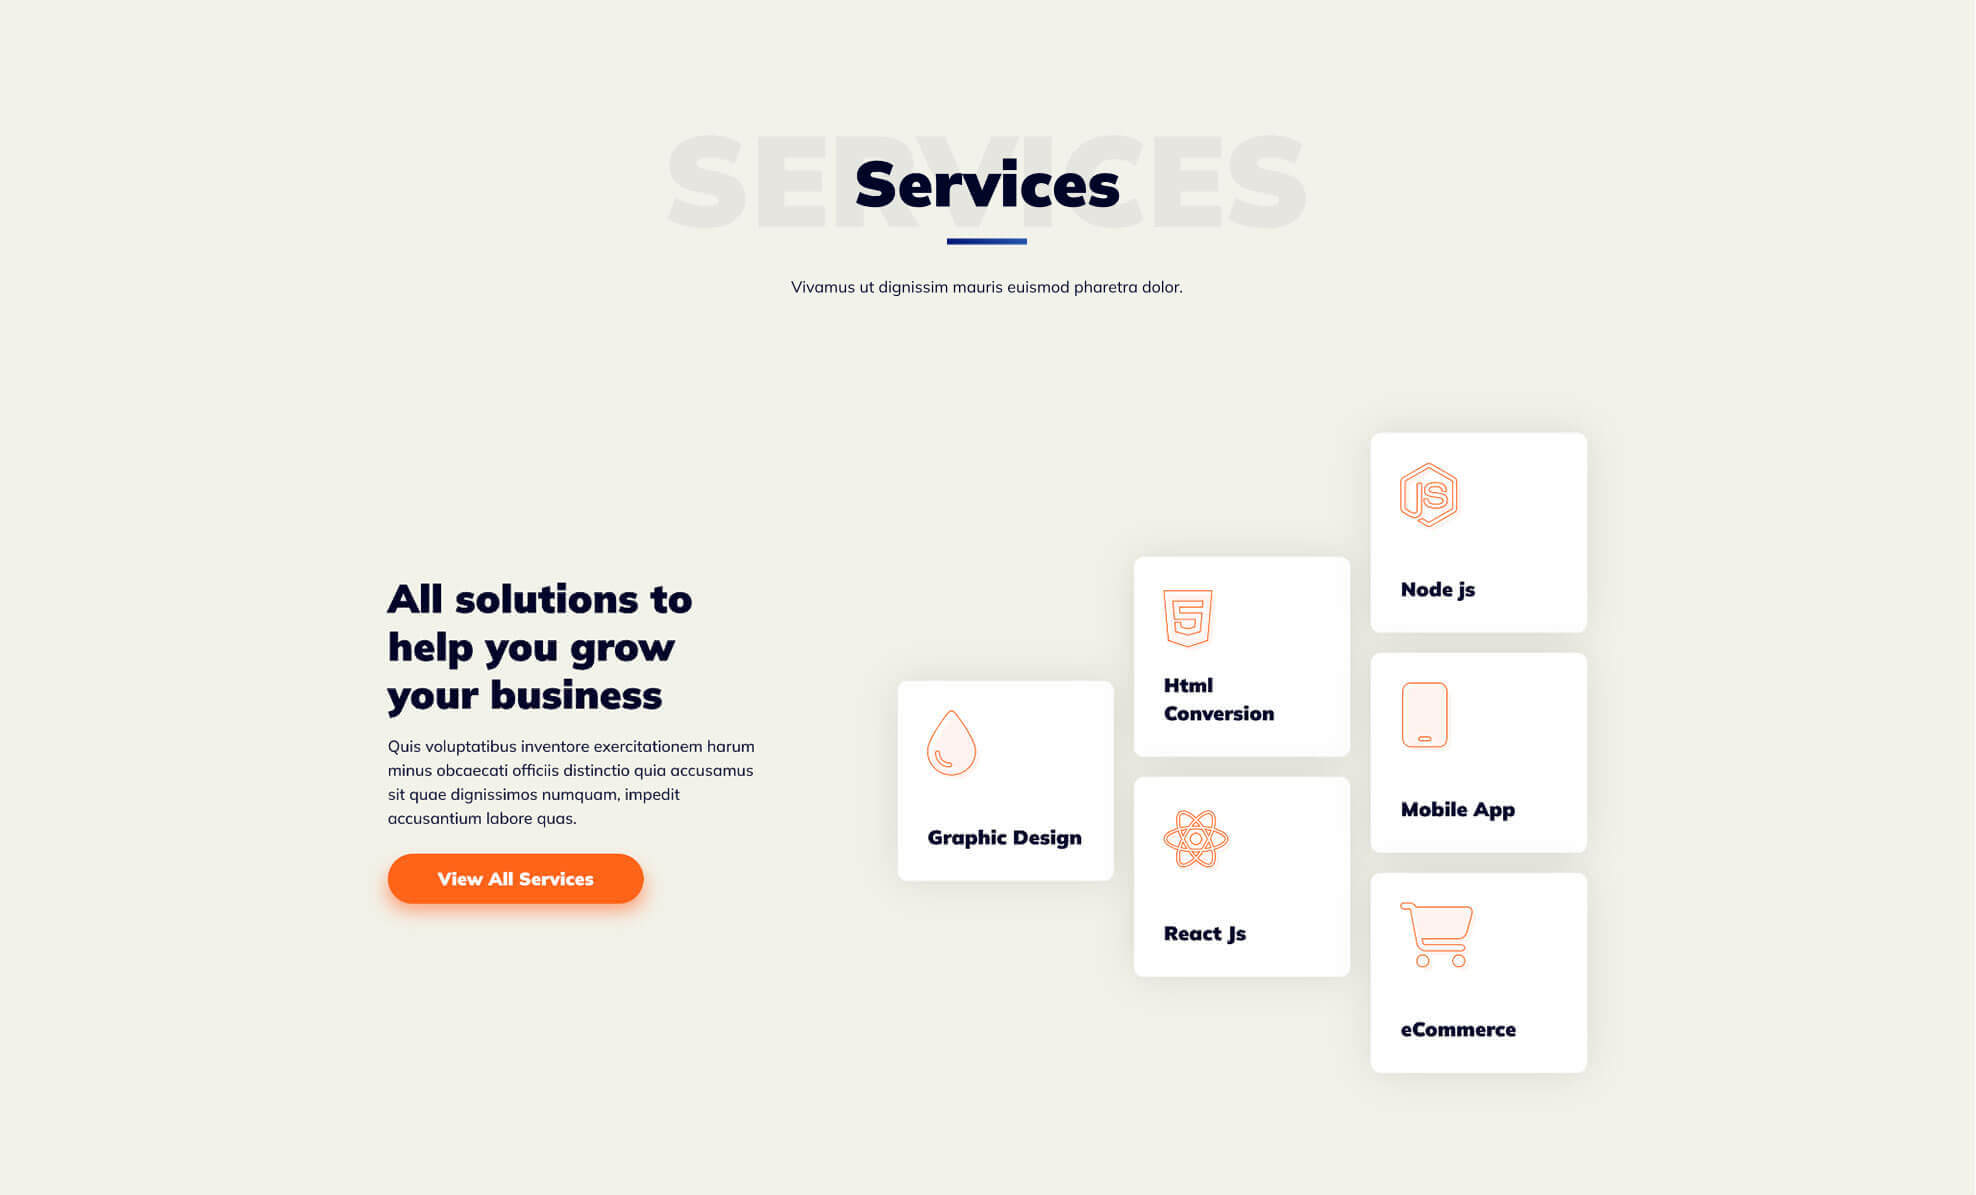 SERVICES
Services
Vivamus ut dignissim mauris euismod pharetra dolor.
All solutions to
help you grow
your business
Quis voluptatibus inventore exercitationem harum
minus obcaecati officiis distinctio quia accusamus
sit quae dignissimos numquam, impedit
accusantium labore quas.
View All Services
Graphic Design
5
Html
Conversion
React Js
JS
Node js
Mobile App
eCommerce